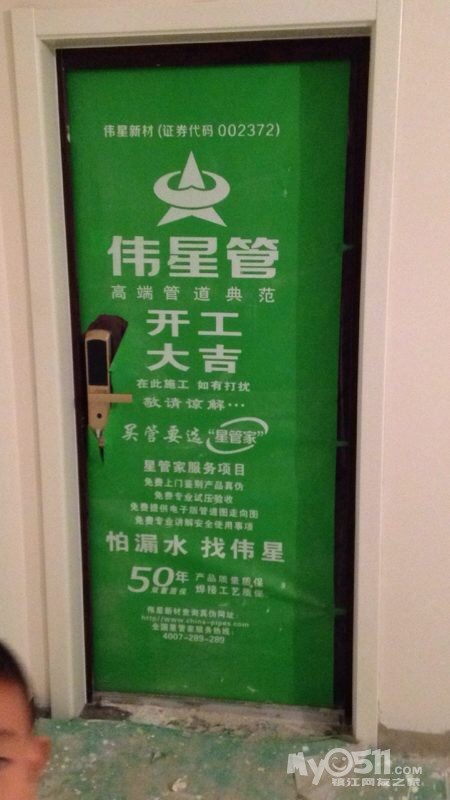 伟星新材(证券代码 002372)
伟星管
高端管道典范
开工
大吉
在此施工 如有打扰
敬请谅解…
买管要选“星管家”
星管家服务项目
免费上门鉴别产品真伪
免费专业试压验收
免费提供电子版管道图走向图
免费专业讲解安全使用事项
怕漏水 找伟星
50年 产品质量质保
双重质保 焊接工艺质保
伟星新材查询真伪网址:
http//www.china-pipes.com
全国星管家服务热线:
4007-289-289
My0511.com
镇江网友之家